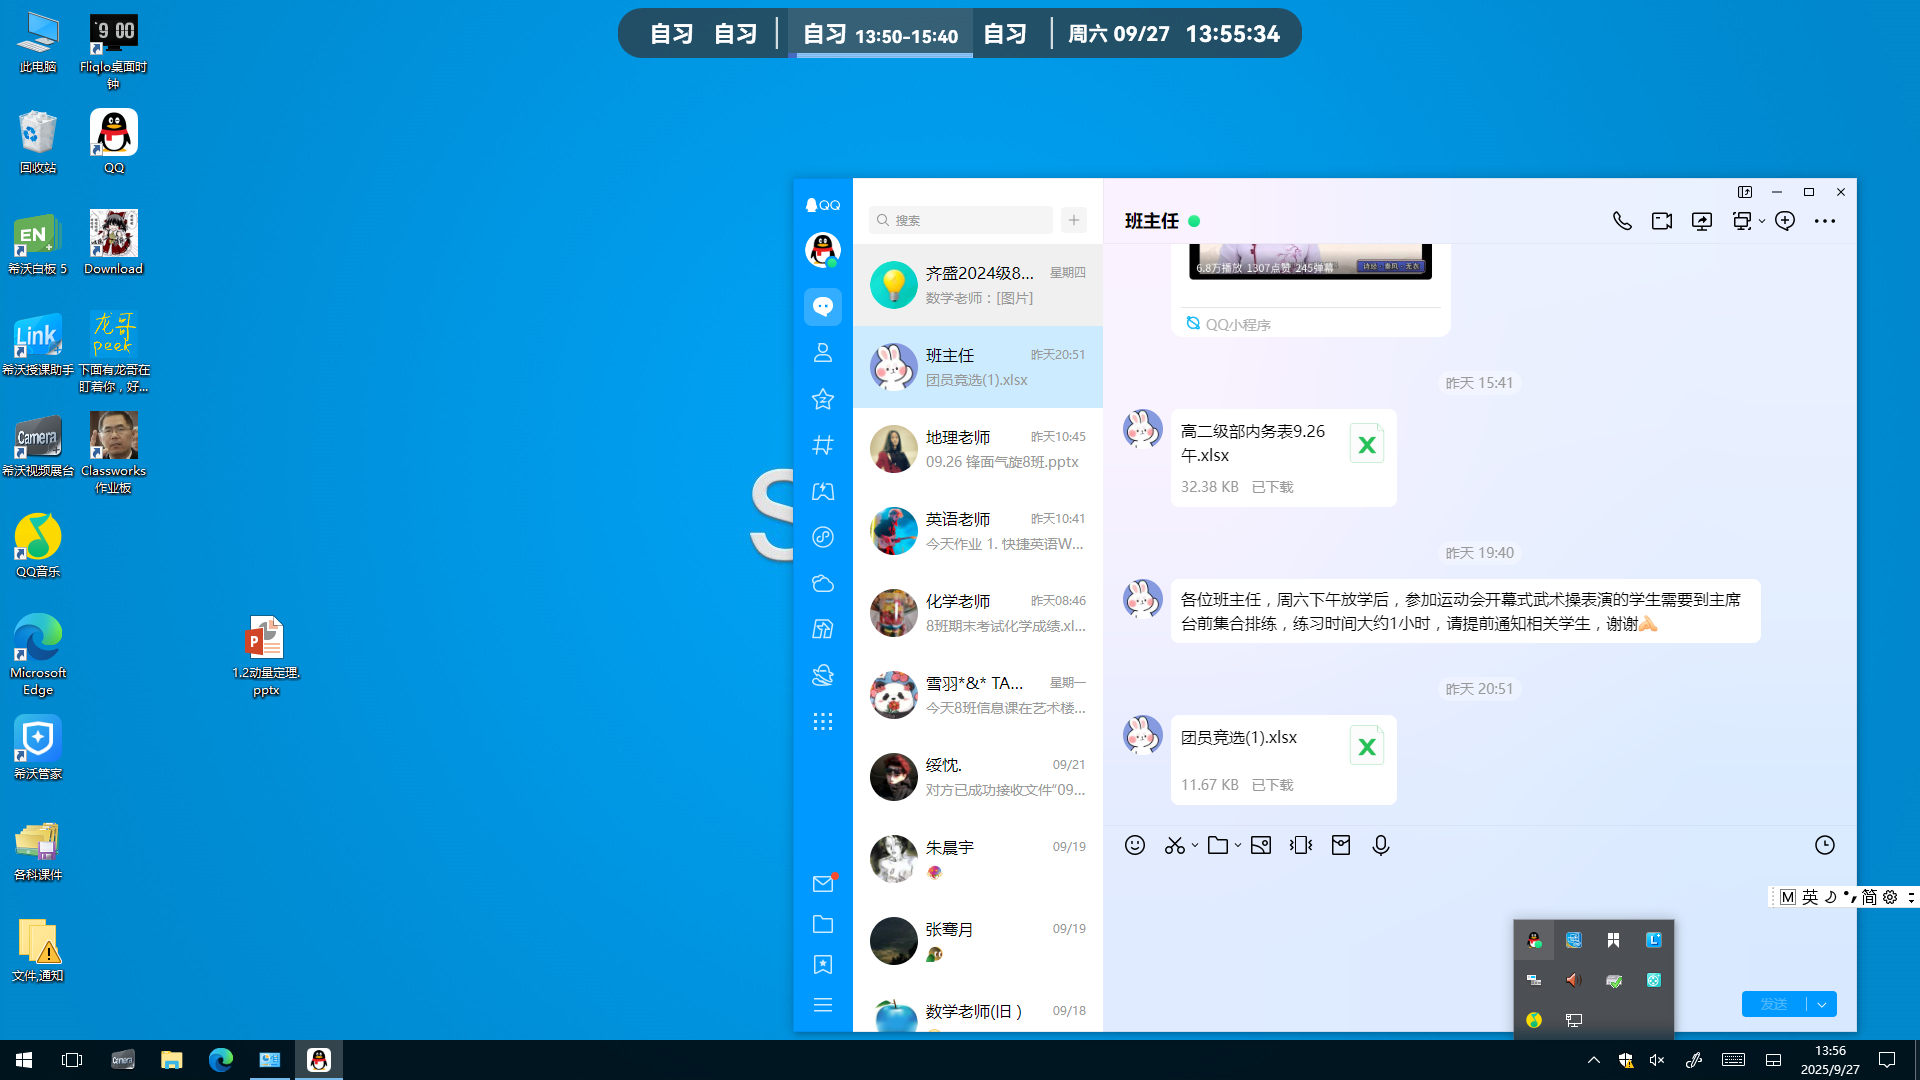 自习 自习 自习 13:50-15:40 自习 周六 09/27 13:55:34
此电脑
Fliqlo桌面时
钟
回收站
QQ
希沃白板 5
Download
希沃授课助手
下面有龙哥在
盯着你，好...
希沃视频展台
Classworks
作业板
QQ音乐
Microsoft
Edge
1.2动量定理.
pptx
希沃管家
各科课件
文件,通知
9 00
EN
Link
龙哥
peek
Camera
S
QQ
搜索
齐盛2024级8... 星期四
数学老师：[图片]
班主任 昨天20:51
团员竞选(1).xlsx
地理老师 昨天10:45
09.26 锋面气旋8班.pptx
英语老师 昨天10:41
今天作业 1. 快捷英语W...
化学老师 昨天08:46
8班期末考试化学成绩.xl...
雪羽*&* TA... 星期一
今天8班信息课在艺术楼...
绥忱. 09/21
对方已成功接收文件“09...
朱晨宇 09/19
张骞月 09/19
数学老师(旧 ) 09/18
班主任
6.8万播放 1307点赞 245弹幕
诗经·秦风·无衣
QQ小程序
昨天 15:41
高二级部内务表9.26
午.xlsx
32.38 KB 已下载
昨天 19:40
各位班主任，周六下午放学后，参加运动会开幕式武术操表演的学生需要到主席
台前集合排练，练习时间大约1小时，请提前通知相关学生，谢谢
昨天 20:51
团员竞选(1).xlsx
11.67 KB 已下载
M 英 简
发送
13:56
2025/9/27